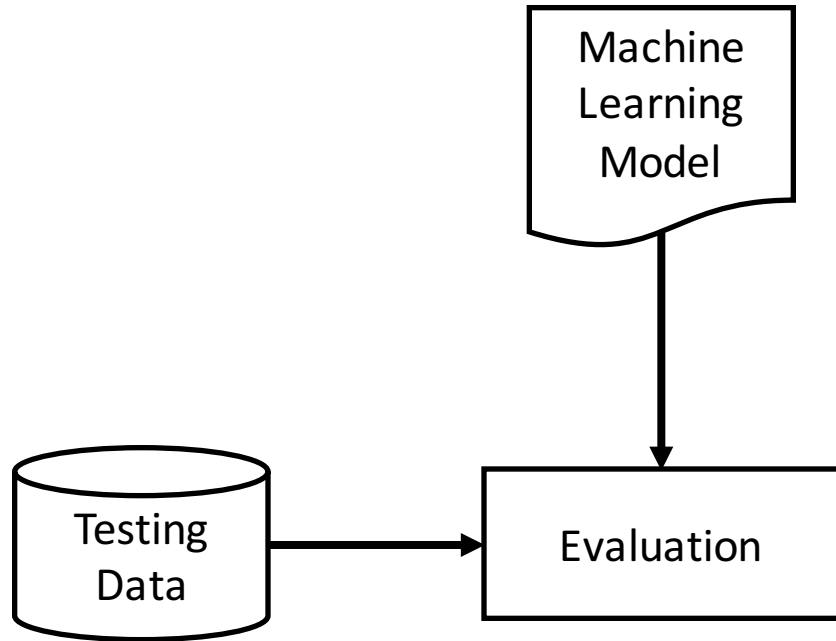 Machine
Learning
Model
Testing
Data
Evaluation